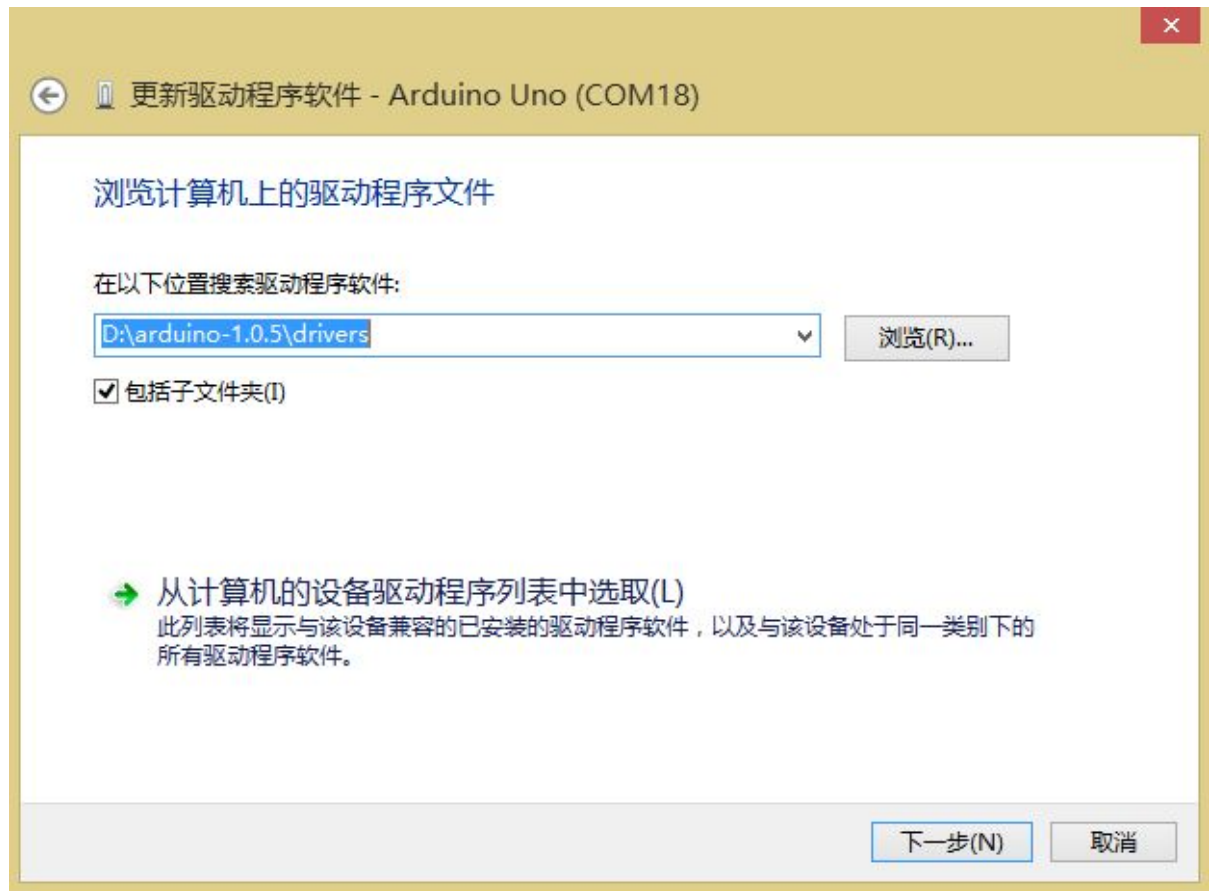 更新驱动程序软件 - Arduino Uno (COM18)
浏览计算机上的驱动程序文件
在以下位置搜索驱动程序软件:
D:\arduino-1.0.5\drivers
浏览(R)...
包括子文件夹(I)
从计算机的设备驱动程序列表中选取(L)
此列表将显示与该设备兼容的已安装的驱动程序软件，以及与该设备处于同一类别下的
所有驱动程序软件。
下一步(N)
取消